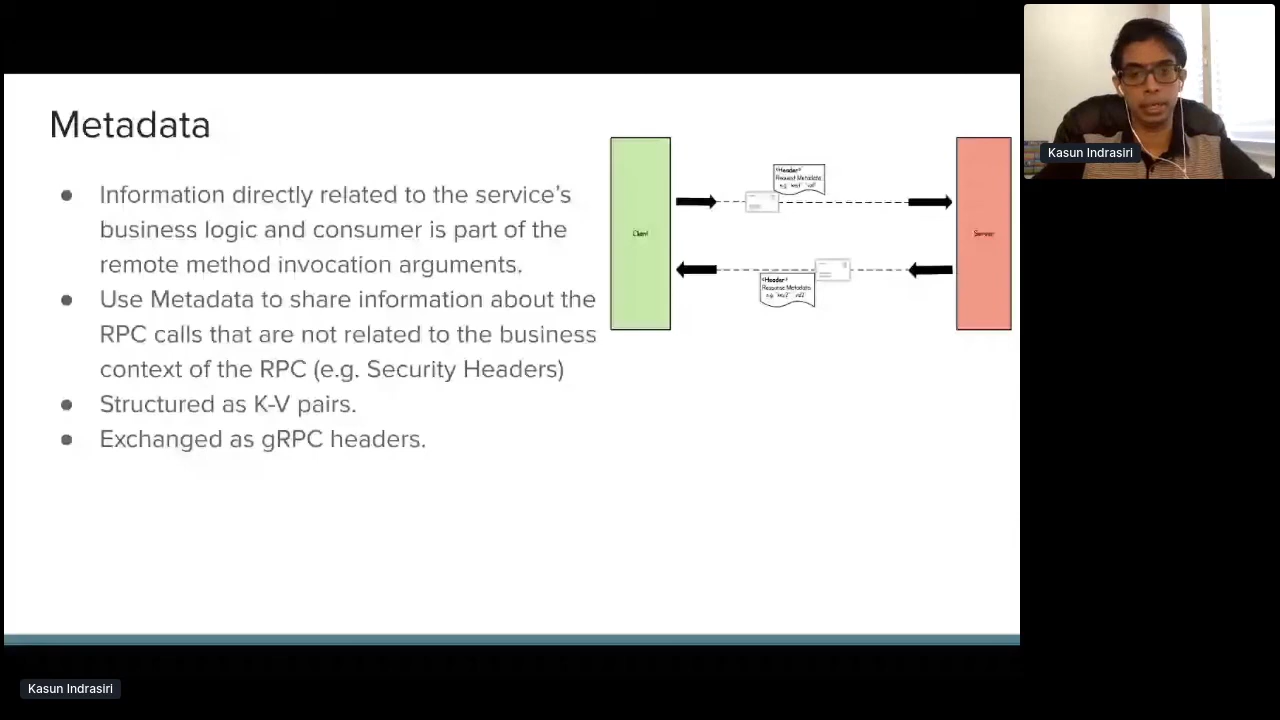 Metadata
● Information directly related to the service's
business logic and consumer is part of the
remote method invocation arguments.
● Use Metadata to share information about the
RPC calls that are not related to the business
context of the RPC (e.g. Security Headers)
● Structured as K-V pairs.
● Exchanged as gRPC headers.
Client
<Header>
Request Metadata
Server
<Header>
Response Metadata
Kasun Indrasiri
Kasun Indrasiri